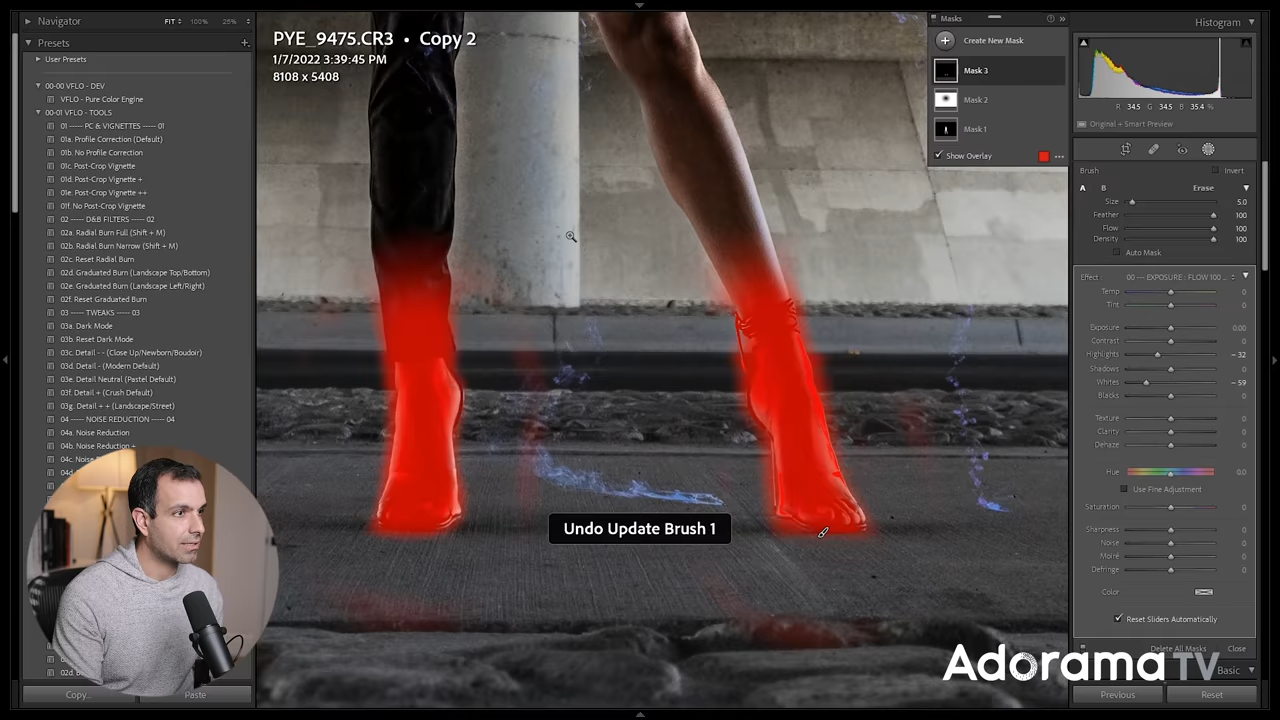 Navigator FIT 100% 25%
Presets
User Presets
00-00 VFLO - DEV
VFLO - Pure Color Engine
00-01 VFLO - TOOLS
01 ----- PC & VIGNETTES ----- 01
01a. Profile Correction (Default)
01b. No Profile Correction
01c. Post-Crop Vignette
01d. Post-Crop Vignette +
01e. Post-Crop Vignette ++
01f. No Post-Crop Vignette
02 ----- D&B FILTERS ----- 02
02a. Radial Burn Full (Shift + M)
02b. Radial Burn Narrow (Shift + M)
02c. Reset Radial Burn
02d. Graduated Burn (Landscape Top/Bottom)
02e. Graduated Burn (Landscape Left/Right)
02f. Reset Graduated Burn
03 ----- TWEAKS ----- 03
03a. Dark Mode
03b. Reset Dark Mode
03c. Detail - - (Close Up/Newborn/Boudoir)
03d. Detail - (Modern Default)
03e. Detail Neutral (Pastel Default)
03f. Detail + (Crush Default)
03g. Detail + + (Landscape/Street)
04 ----- NOISE REDUCTION ----- 04
04a. Noise Reduction
04b. Noise Reduction +
04c. No
04d.
02d. B
Copy... Paste
PYE_9475.CR3 • Copy 2
1/7/2022 3:39:45 PM
8108 x 5408
Undo Update Brush 1
Masks
Create New Mask
Mask 3
Mask 2
Mask 1
Show Overlay
Histogram
R 34.5 G 34.5 B 35.4 %
Original + Smart Preview
Brush Invert
A B Erase
Size 5.0
Feather 100
Flow 100
Density 100
Auto Mask
Effect : 00 --- EXPOSURE : FLOW 100 ...
Temp 0
Tint 0
Exposure 0.00
Contrast 0
Highlights – 32
Shadows 0
Whites – 59
Blacks 0
Texture 0
Clarity 0
Dehaze 0
Hue 0.0
Use Fine Adjustment
Saturation 0
Sharpness 0
Noise 0
Moiré 0
Defringe 0
Color
Reset Sliders Automatically
Delete All Masks Close
Basic
Previous Reset
Adorama TV